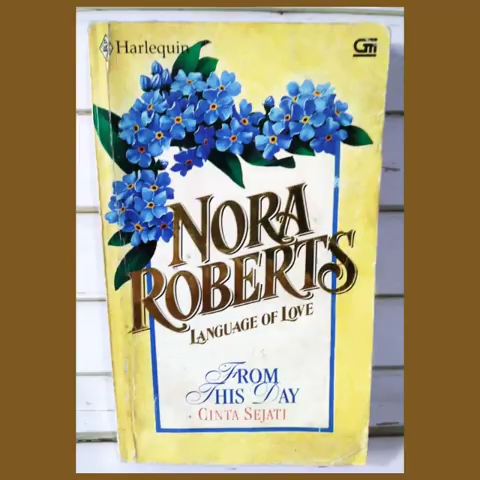 Harlequin
GM
NORA
ROBERTS
LANGUAGE OF LOVE
FROM
THIS DAY
CINTA SEJATI